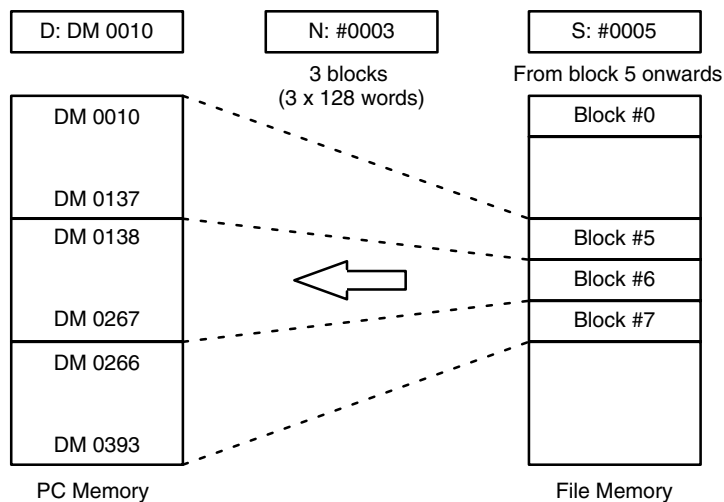 D: DM 0010
N: #0003
S: #0005
3 blocks
(3 x 128 words)
From block 5 onwards
DM 0010
DM 0137
DM 0138
DM 0267
DM 0266
DM 0393
Block #0
Block #5
Block #6
Block #7
PC Memory
File Memory